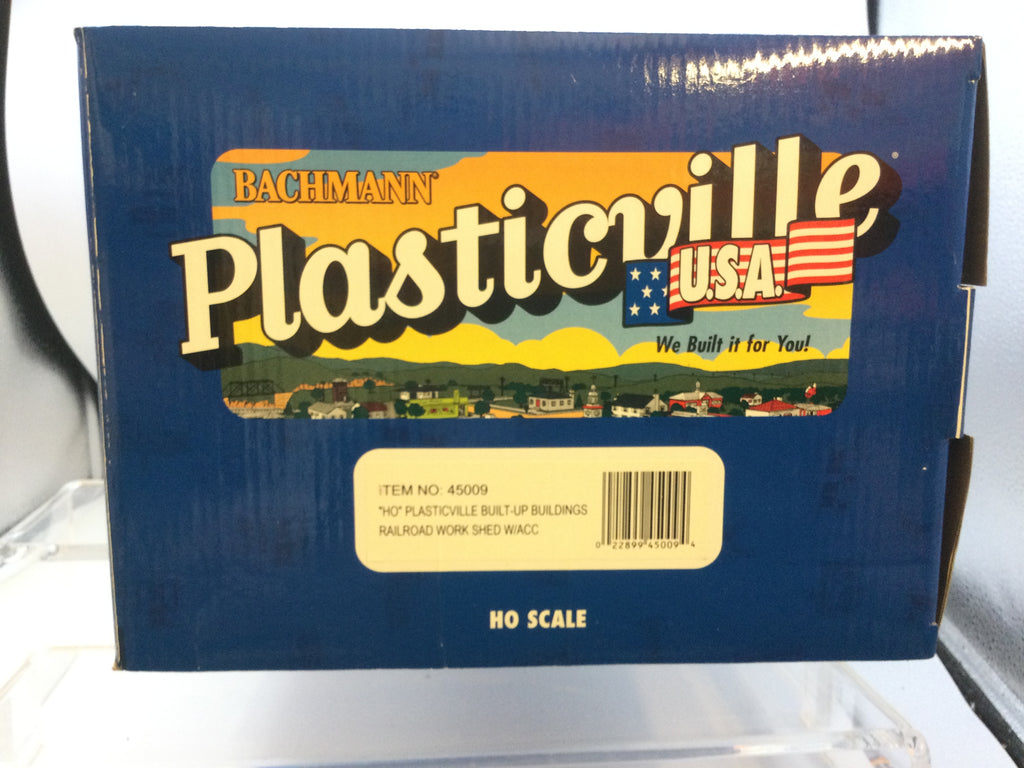 BACHMANN®
Plasticville®
U.S.A.
We Built it for You!
ITEM NO: 45009
"HO" PLASTICVILLE BUILT-UP BUILDINGS
RAILROAD WORK SHED W/ACC
0 22899 45009 4
HO SCALE